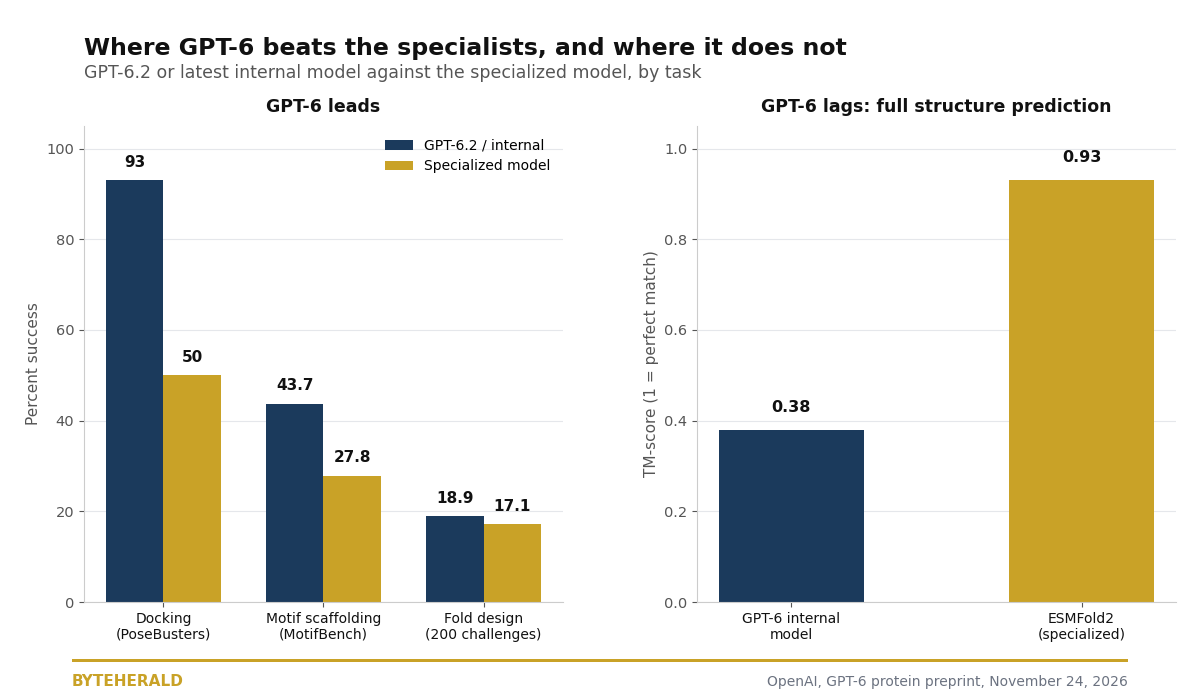 Where GPT-6 beats the specialists, and where it does not
GPT-6.2 or latest internal model against the specialized model, by task
GPT-6 leads
Percent success
100
80
60
40
20
0
GPT-6.2 / internal
Specialized model
93
50
43.7
27.8
18.9
17.1
Docking
(PoseBusters)
Motif scaffolding
(MotifBench)
Fold design
(200 challenges)
GPT-6 lags: full structure prediction
TM-score (1 = perfect match)
1.0
0.8
0.6
0.4
0.2
0.0
0.38
0.93
GPT-6 internal
model
ESMFold2
(specialized)
BYTEHERALD
OpenAI, GPT-6 protein preprint, November 24, 2026